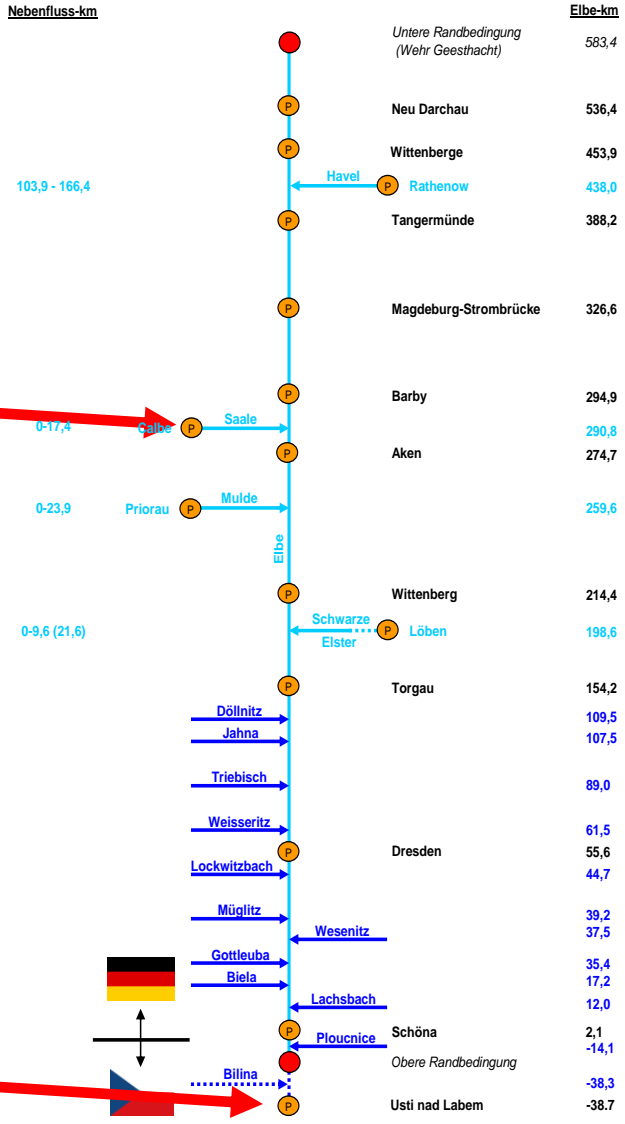 Nebenfluss-km Elbe-km
Untere Randbedingung
(Wehr Geesthacht) 583,4
P Neu Darchau 536,4
P Wittenberge 453,9
103,9 - 166,4 Havel P Rathenow 438,0
P Tangermünde 388,2
P Magdeburg-Strombrücke 326,6
P Barby 294,9
0-17,4 Calbe P Saale 290,8
P Aken 274,7
0-23,9 Priorau P Mulde 259,6
Elbe
P Wittenberg 214,4
0-9,6 (21,6) Schwarze Elster P Löben 198,6
P Torgau 154,2
Döllnitz 109,5
Jahna 107,5
Triebisch 89,0
Weisseritz 61,5
P Dresden 55,6
Lockwitzbach 44,7
Müglitz 39,2
Wesenitz 37,5
Gottleuba 35,4
Biela 17,2
Lachsbach 12,0
P Schöna 2,1
Ploucnice -14,1
Obere Randbedingung
Bilina -38,3
P Usti nad Labem -38.7